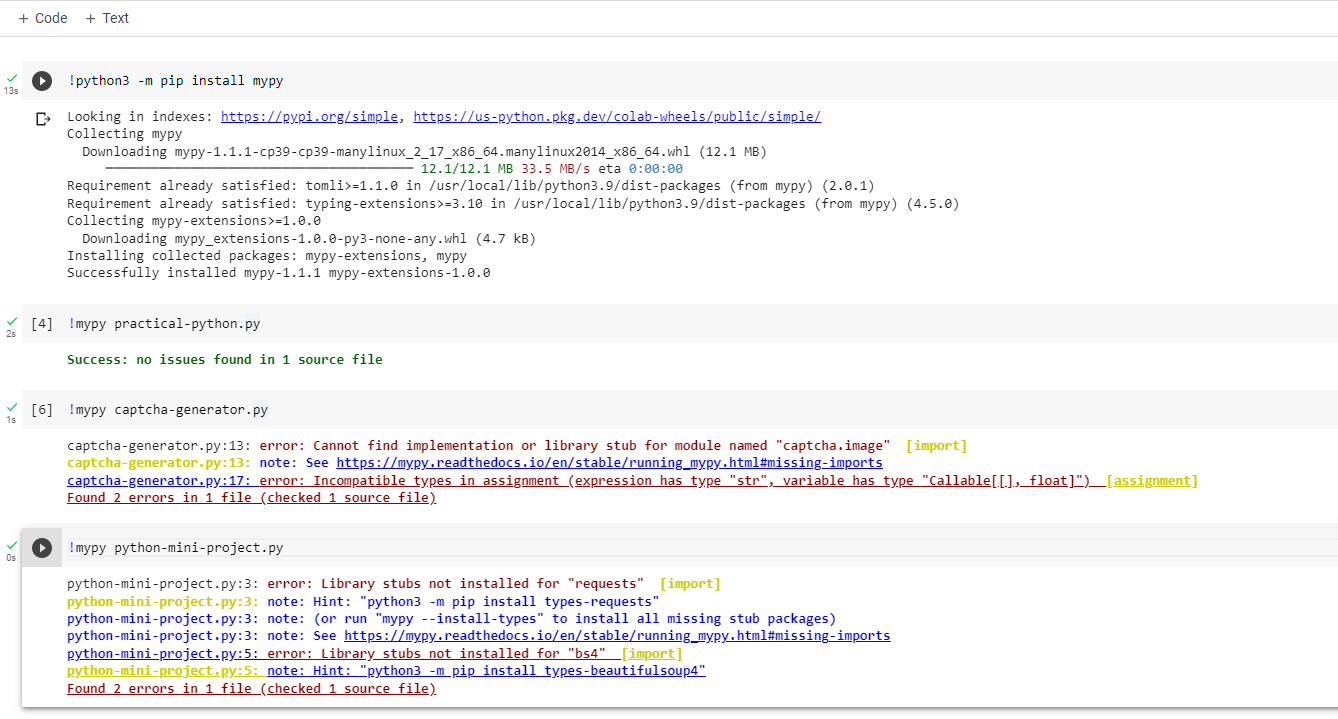 + Code + Text
13s
!python3 -m pip install mypy
Looking in indexes: https://pypi.org/simple, https://us-python.pkg.dev/colab-wheels/public/simple/
Collecting mypy
Downloading mypy-1.1.1-cp39-cp39-manylinux_2_17_x86_64.manylinux2014_x86_64.whl (12.1 MB)
12.1/12.1 MB 33.5 MB/s eta 0:00:00
Requirement already satisfied: tomli>=1.1.0 in /usr/local/lib/python3.9/dist-packages (from mypy) (2.0.1)
Requirement already satisfied: typing-extensions>=3.10 in /usr/local/lib/python3.9/dist-packages (from mypy) (4.5.0)
Collecting mypy-extensions>=1.0.0
Downloading mypy_extensions-1.0.0-py3-none-any.whl (4.7 kB)
Installing collected packages: mypy-extensions, mypy
Successfully installed mypy-1.1.1 mypy-extensions-1.0.0
[4] !mypy practical-python.py
2s
Success: no issues found in 1 source file
[6] !mypy captcha-generator.py
1s
captcha-generator.py:13: error: Cannot find implementation or library stub for module named "captcha.image" [import]
captcha-generator.py:13: note: See https://mypy.readthedocs.io/en/stable/running_mypy.html#missing-imports
captcha-generator.py:17: error: Incompatible types in assignment (expression has type "str", variable has type "Callable[[], float]") [assignment]
Found 2 errors in 1 file (checked 1 source file)
!mypy python-mini-project.py
0s
python-mini-project.py:3: error: Library stubs not installed for "requests" [import]
python-mini-project.py:3: note: Hint: "python3 -m pip install types-requests"
python-mini-project.py:3: note: (or run "mypy --install-types" to install all missing stub packages)
python-mini-project.py:3: note: See https://mypy.readthedocs.io/en/stable/running_mypy.html#missing-imports
python-mini-project.py:5: error: Library stubs not installed for "bs4" [import]
python-mini-project.py:5: note: Hint: "python3 -m pip install types-beautifulsoup4"
Found 2 errors in 1 file (checked 1 source file)